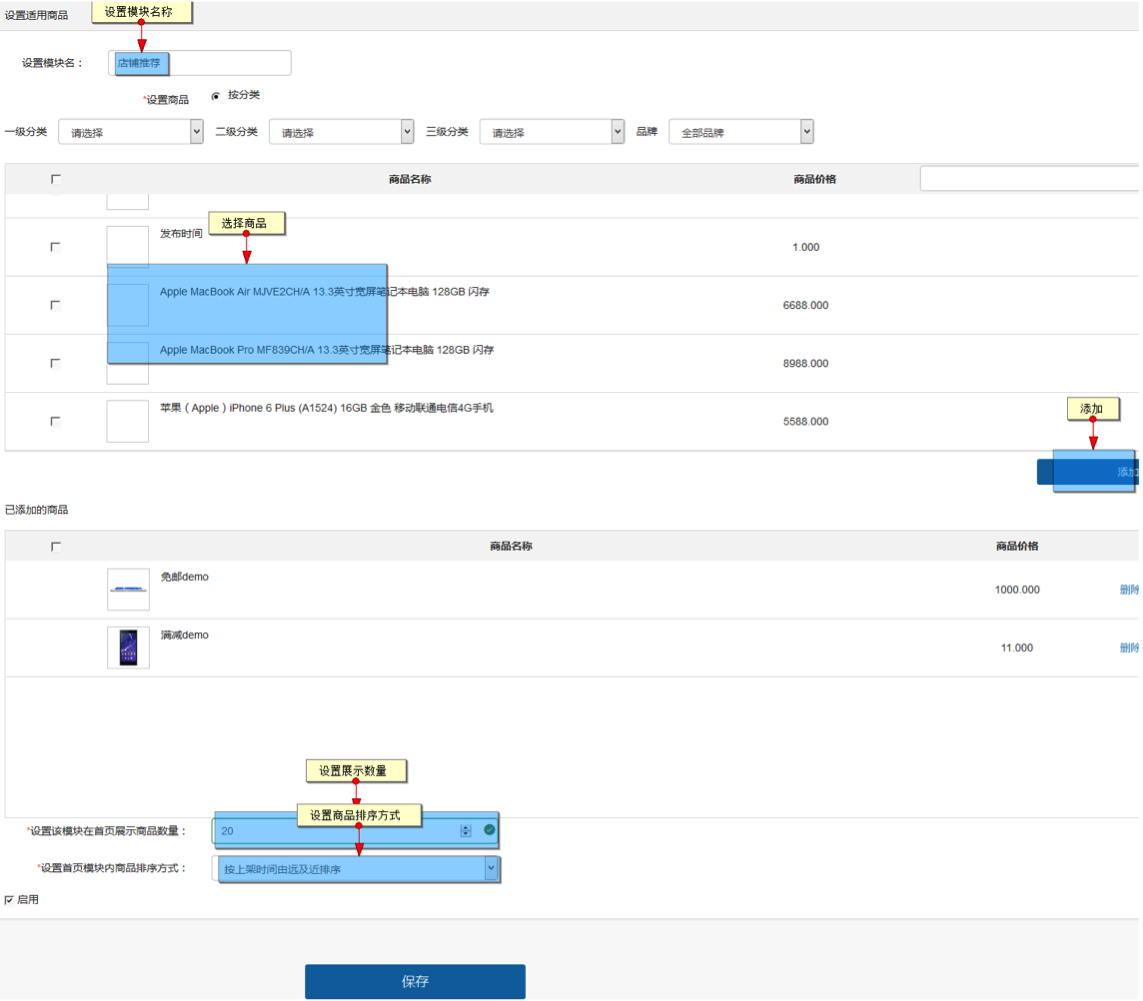 设置适用商品
设置模块名称
设置模块名：
店铺推荐
*设置商品 按分类
一级分类 请选择 二级分类 请选择 三级分类 请选择 品牌 全部品牌
商品名称 商品价格
选择商品
发布时间 1.000
Apple MacBook Air MJVE2CH/A 13.3英寸宽屏笔记本电脑 128GB 闪存 6688.000
Apple MacBook Pro MF839CH/A 13.3英寸宽屏笔记本电脑 128GB 闪存 8988.000
苹果（Apple）iPhone 6 Plus (A1524) 16GB 金色 移动联通电信4G手机 5588.000
添加
添加
已添加的商品
商品名称 商品价格
免邮demo 1000.000 删除
满减demo 11.000 删除
设置展示数量
设置商品排序方式
*设置该模块在首页展示商品数量： 20
*设置首页模块内商品排序方式： 按上架时间由远及近排序
启用
保存